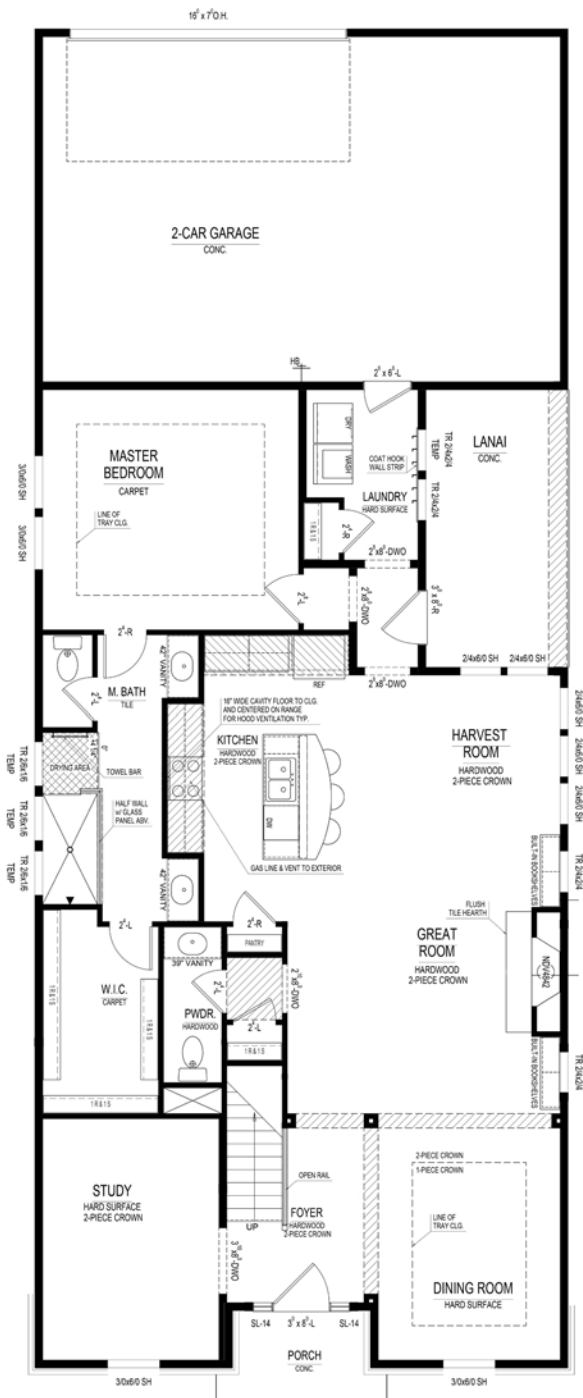 16⁰ x 7⁰O.H.
2-CAR GARAGE
CONC.
HB
2⁸ x 6⁸-L
MASTER
BEDROOM
CARPET
LINE OF
TRAY CLG.
3/0x6/0 SH
3/0x6/0 SH
DRY
WASH
COAT HOOK
WALL STRIP
LAUNDRY
HARD SURFACE
1R&1S
2⁴-R
2⁸x8⁰-DWO
TR 2/4x2/4
TEMP
TR 2/4x2/4
LANAI
CONC.
2⁸-L
2⁸x8⁰-DWO
3⁰ x 8⁰-R
2⁸x8⁰-DWO
2/4x6/0 SH
2/4x6/0 SH
2⁴-R
2⁴-L
M. BATH
TILE
42" VANITY
REF
16" WIDE CAVITY FLOOR TO CLG.
AND CENTERED ON RANGE
FOR HOOD VENTILATION TYP.
KITCHEN
HARDWOOD
2-PIECE CROWN
DW
GAS LINE & VENT TO EXTERIOR
HARVEST
ROOM
HARDWOOD
2-PIECE CROWN
2/4x6/0 SH
2/4x6/0 SH
2/4x6/0 SH
TR 2/4x2/4
DRYING AREA
TOWEL BAR
HALF WALL
w/ GLASS
PANEL ABV.
TR 2/6x1/6
TEMP
TR 2/6x1/6
TEMP
TR 2/6x1/6
TEMP
42" VANITY
2⁴-L
2⁴-R
PANTRY
BUILT-IN BOOKSHELVES
FLUSH
TILE HEARTH
GREAT
ROOM
HARDWOOD
2-PIECE CROWN
NDV4842
W.I.C.
CARPET
1R&1S
1R&1S
39" VANITY
2⁴-L
PWDR.
HARDWOOD
2⁴-L
1R&1S
BUILT-IN BOOKSHELVES
TR 2/4x2/4
STUDY
HARD SURFACE
2-PIECE CROWN
OPEN RAIL
UP
FOYER
HARDWOOD
2-PIECE CROWN
2-PIECE CROWN
1-PIECE CROWN
LINE OF
TRAY CLG.
DINING ROOM
HARD SURFACE
SL-14
3⁰ x 8⁰-L
SL-14
PORCH
CONC.
3/0x6/0 SH
3/0x6/0 SH